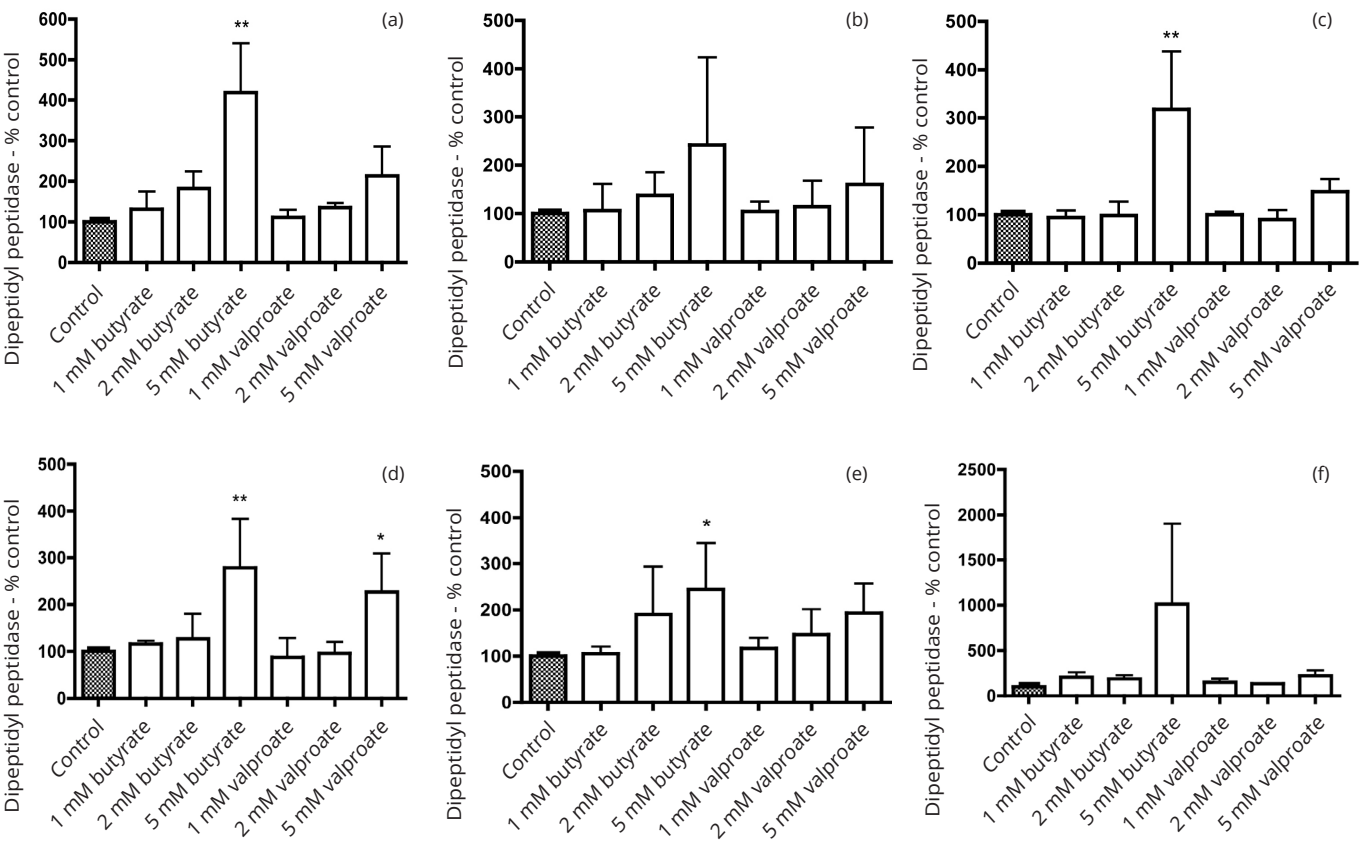 (a)
Dipeptidyl peptidase - % control
600
500
400
300
200
100
0
**
Control
1 mM butyrate
2 mM butyrate
5 mM butyrate
1 mM valproate
2 mM valproate
5 mM valproate
(b)
Dipeptidyl peptidase - % control
500
400
300
200
100
0
Control
1 mM butyrate
2 mM butyrate
5 mM butyrate
1 mM valproate
2 mM valproate
5 mM valproate
(c)
Dipeptidyl peptidase - % control
500
400
300
200
100
0
**
Control
1 mM butyrate
2 mM butyrate
5 mM butyrate
1 mM valproate
2 mM valproate
5 mM valproate
(d)
Dipeptidyl peptidase - % control
500
400
300
200
100
0
**
*
Control
1 mM butyrate
2 mM butyrate
5 mM butyrate
1 mM valproate
2 mM valproate
5 mM valproate
(e)
Dipeptidyl peptidase - % control
500
400
300
200
100
0
*
Control
1 mM butyrate
2 mM butyrate
5 mM butyrate
1 mM valproate
2 mM valproate
5 mM valproate
(f)
Dipeptidyl peptidase - % control
2500
2000
1500
1000
500
0
Control
1 mM butyrate
2 mM butyrate
5 mM butyrate
1 mM valproate
2 mM valproate
5 mM valproate